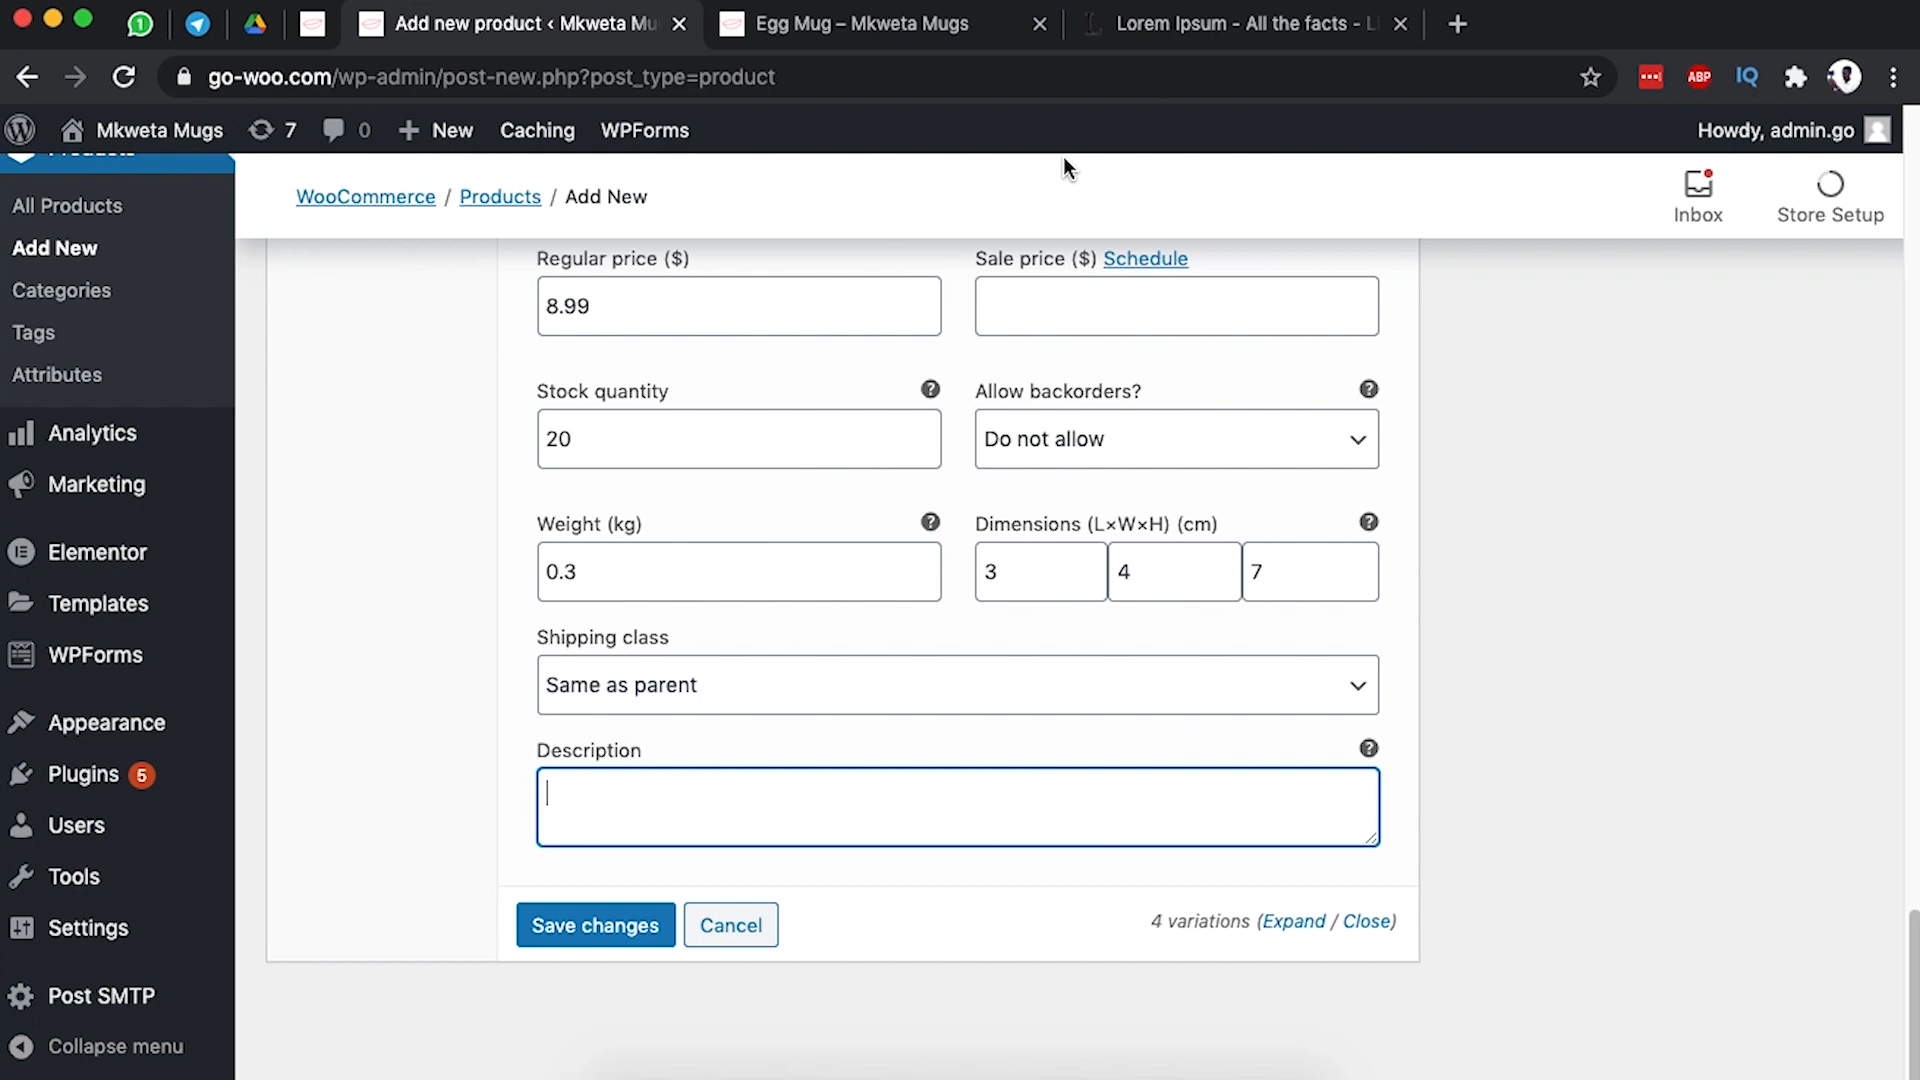 Add new product ‹ Mkweta Mu
Egg Mug – Mkweta Mugs
Lorem Ipsum - All the facts - Li
go-woo.com/wp-admin/post-new.php?post_type=product
ABP
IQ
Mkweta Mugs
7
0
New
Caching
WPForms
Howdy, admin.go
Products
All Products
Add New
Categories
Tags
Attributes
Analytics
Marketing
Elementor
Templates
WPForms
Appearance
Plugins 5
Users
Tools
Settings
Post SMTP
Collapse menu
WooCommerce / Products / Add New
Inbox
Store Setup
Regular price ($)
8.99
Sale price ($) Schedule
Stock quantity
20
Allow backorders?
Do not allow
Weight (kg)
0.3
Dimensions (L×W×H) (cm)
3
4
7
Shipping class
Same as parent
Description
Save changes
Cancel
4 variations (Expand / Close)